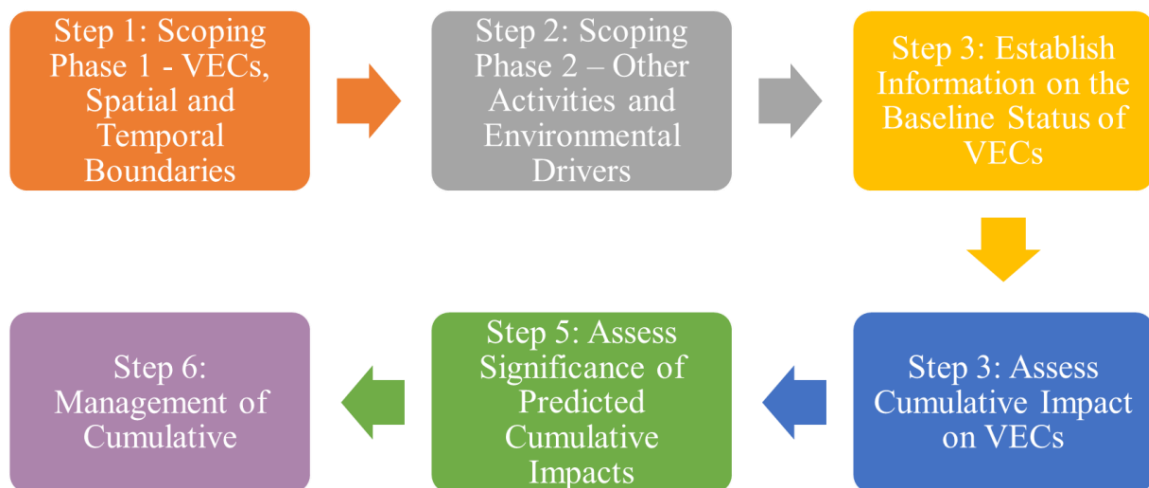 Step 1: Scoping
Phase 1 - VECs,
Spatial and
Temporal
Boundaries
Step 2: Scoping
Phase 2 – Other
Activities and
Environmental
Drivers
Step 3: Establish
Information on the
Baseline Status of
VECs
Step 3: Assess
Cumulative Impact
on VECs
Step 5: Assess
Significance of
Predicted
Cumulative
Impacts
Step 6:
Management of
Cumulative